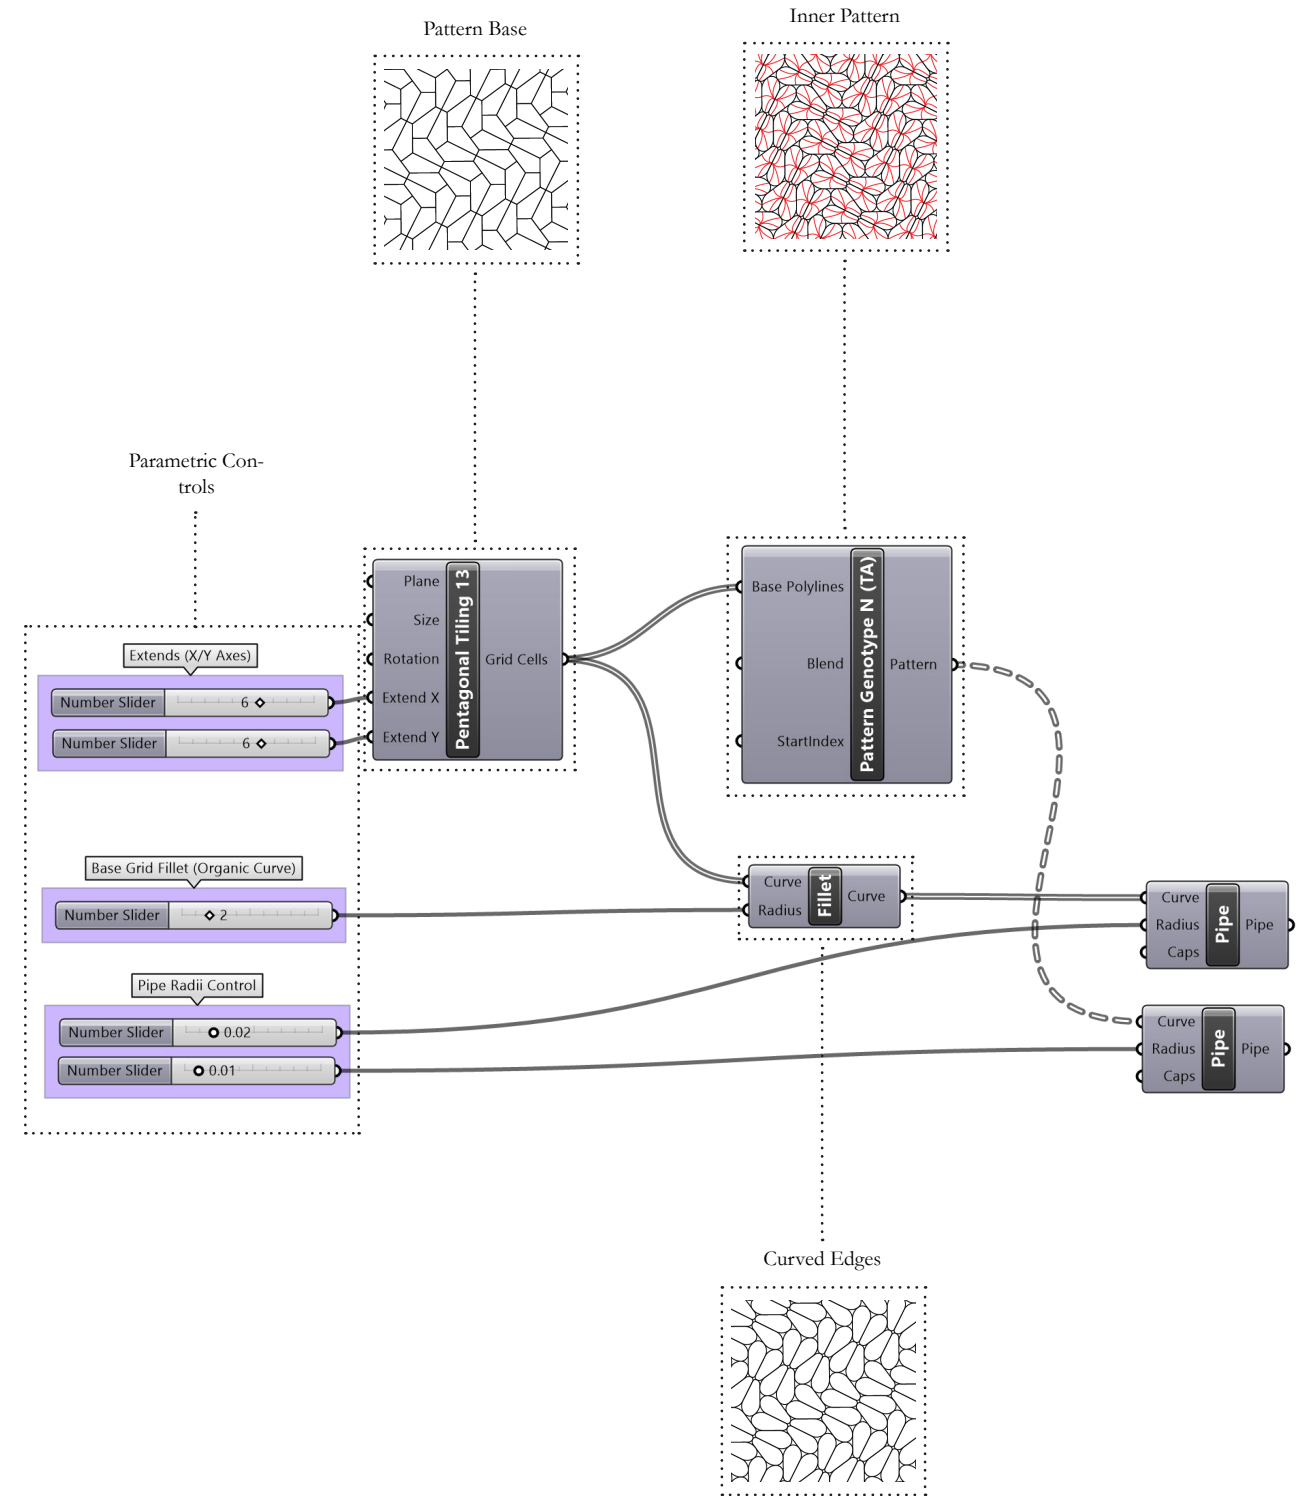 Pattern Base
Inner Pattern
Parametric Con-
trols
Extends (X/Y Axes)
Number Slider 6
Number Slider 6
Plane
Size
Rotation
Extend X
Extend Y
Pentagonal Tiling 13
Grid Cells
Base Polylines
Blend
StartIndex
Pattern Genotype N (TA)
Pattern
Base Grid Fillet (Organic Curve)
Number Slider 2
Curve
Radius
Fillet
Curve
Curve
Radius
Caps
Pipe
Pipe
Pipe Radii Control
Number Slider 0.02
Number Slider 0.01
Curve
Radius
Caps
Pipe
Pipe
Curved Edges